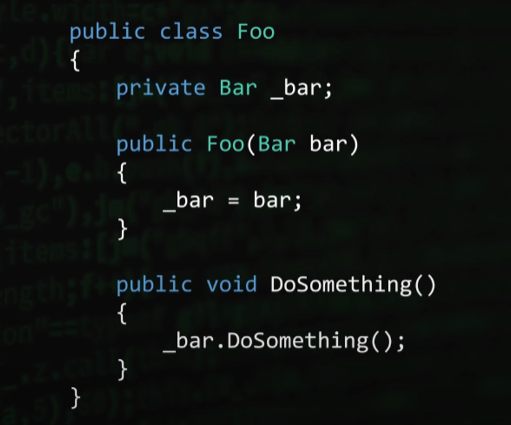 public class Foo
{
private Bar _bar;
public Foo(Bar bar)
{
_bar = bar;
}
public void DoSomething()
{
_bar.DoSomething();
}
}